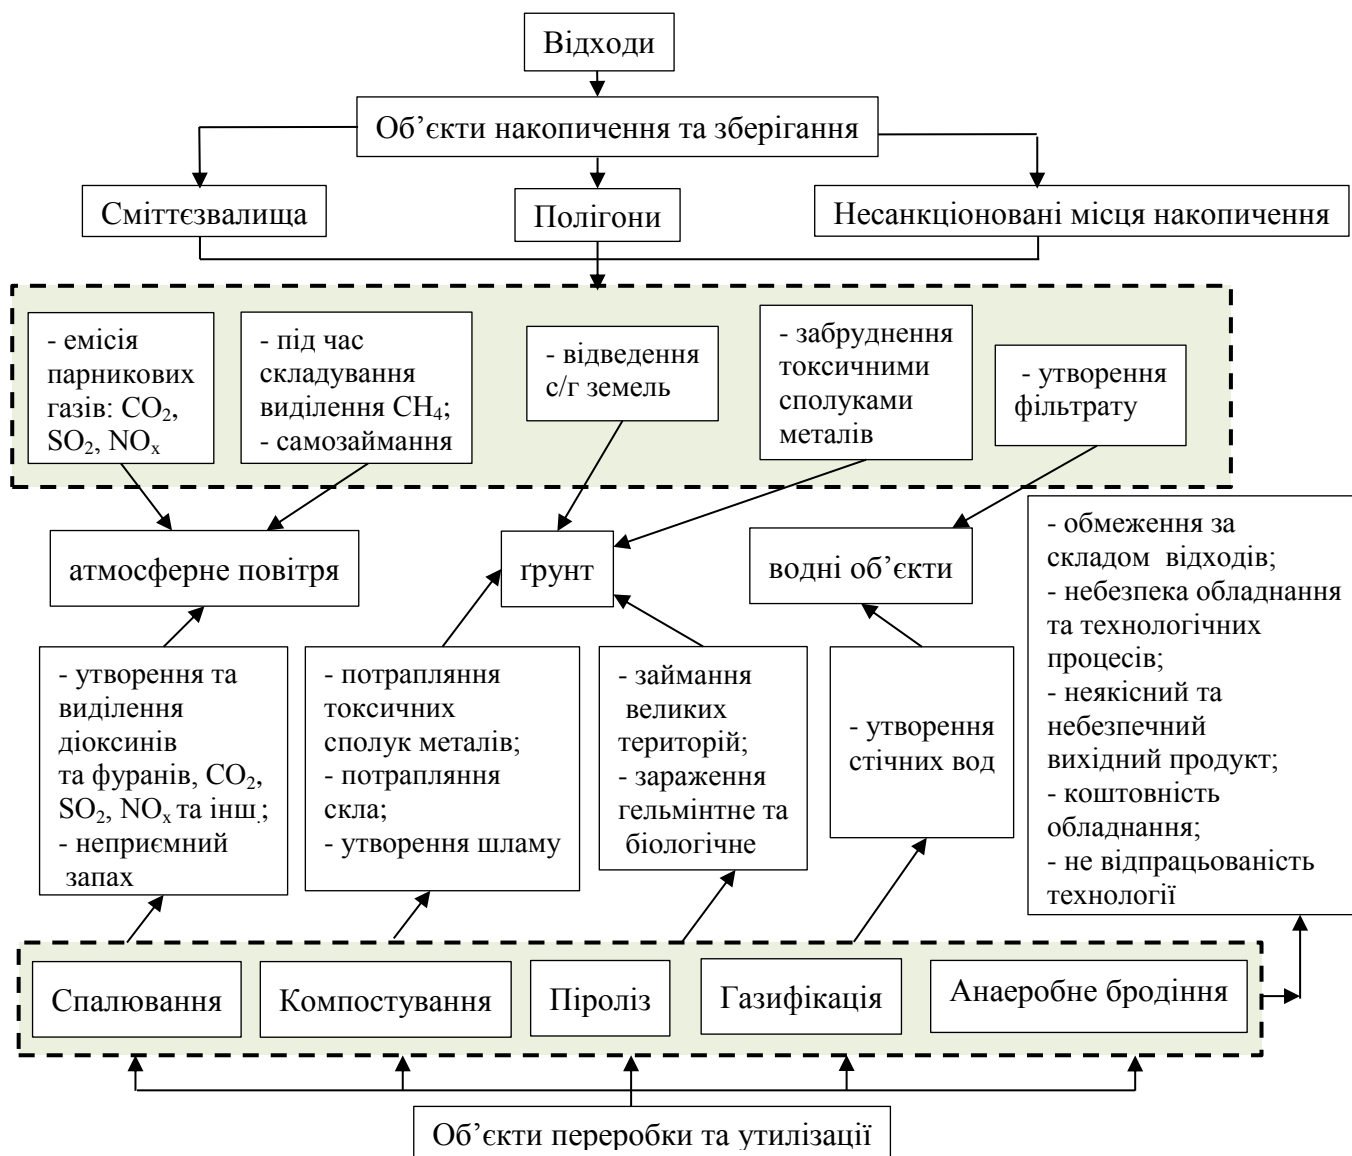 Відходи
Об’єкти накопичення та зберігання
Сміттєзвалища
Полігони
Несанкціоновані місця накопичення
- емісія
парникових
газів: CO₂,
SO₂, NOₓ
- під час
складування
виділення CH₄;
- самозаймання
- відведення
с/г земель
- забруднення
токсичними
сполуками
металів
- утворення
фільтрату
атмосферне повітря
ґрунт
водні об’єкти
- обмеження за
складом відходів;
- небезпека обладнання
та технологічних
процесів;
- неякісний та
небезпечний
вихідний продукт;
- коштовність
обладнання;
- не відпрацьованість
технології
- утворення та
виділення
діоксинів
та фуранів, CO₂,
SO₂, NOₓ та інш.;
- неприємний
запах
- потрапляння
токсичних
сполук металів;
- потрапляння
скла;
- утворення шламу
- займання
великих
територій;
- зараження
гельмінтне та
біологічне
- утворення
стічних вод
Спалювання
Компостування
Піроліз
Газифікація
Анаеробне бродіння
Об’єкти переробки та утилізації